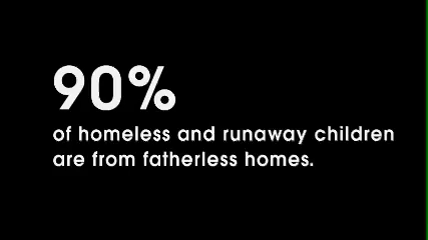 90%
of homeless and runaway children
are from fatherless homes.